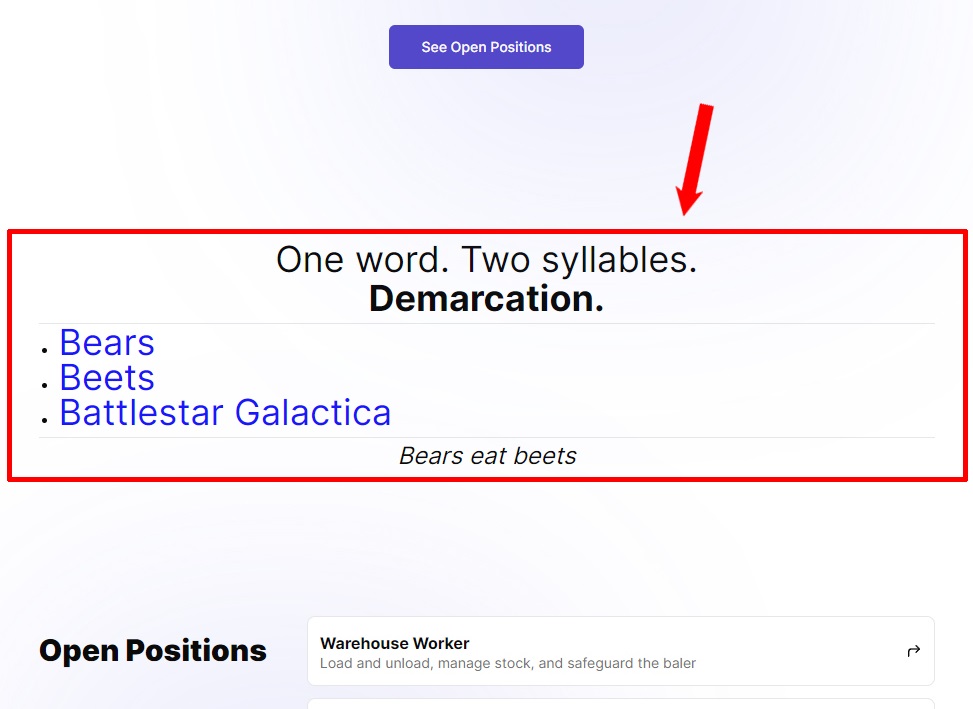 See Open Positions
One word. Two syllables.
Demarcation.
Bears
Beets
Battlestar Galactica
Bears eat beets
Open Positions
Warehouse Worker
Load and unload, manage stock, and safeguard the baler